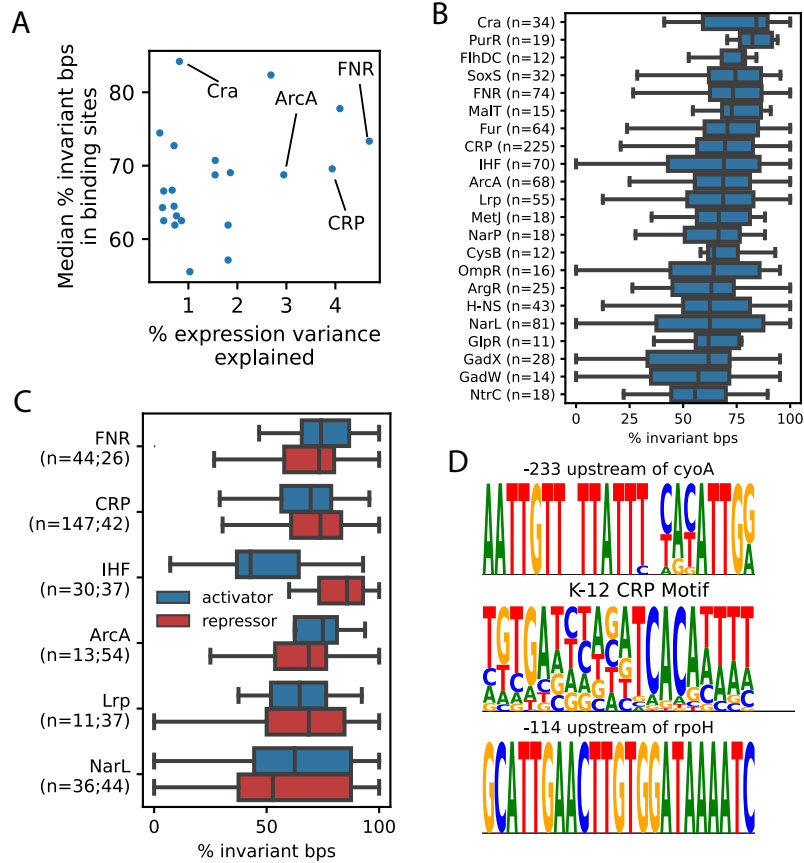 A
Median % invariant bps
in binding sites
80
70
60
Cra
ArcA
FNR
CRP
1 2 3 4
% expression variance
explained
B
Cra (n=34)
PurR (n=19)
FlhDC (n=12)
SoxS (n=32)
FNR (n=74)
MalT (n=15)
Fur (n=64)
CRP (n=225)
IHF (n=70)
ArcA (n=68)
Lrp (n=55)
MetJ (n=18)
NarP (n=18)
CysB (n=12)
OmpR (n=16)
ArgR (n=25)
H-NS (n=43)
NarL (n=81)
GlpR (n=11)
GadX (n=28)
GadW (n=14)
NtrC (n=18)
0 25 50 75 100
% invariant bps
C
FNR
(n=44;26)
CRP
(n=147;42)
IHF
(n=30;37)
activator
repressor
ArcA
(n=13;54)
Lrp
(n=11;37)
NarL
(n=36;44)
0 50 100
% invariant bps
D
-233 upstream of cyoA
AATTGTT TTATTT CACATTGG
K-12 CRP Motif
-114 upstream of rpoH
GCATTGAACTTGTGGATAAAATC